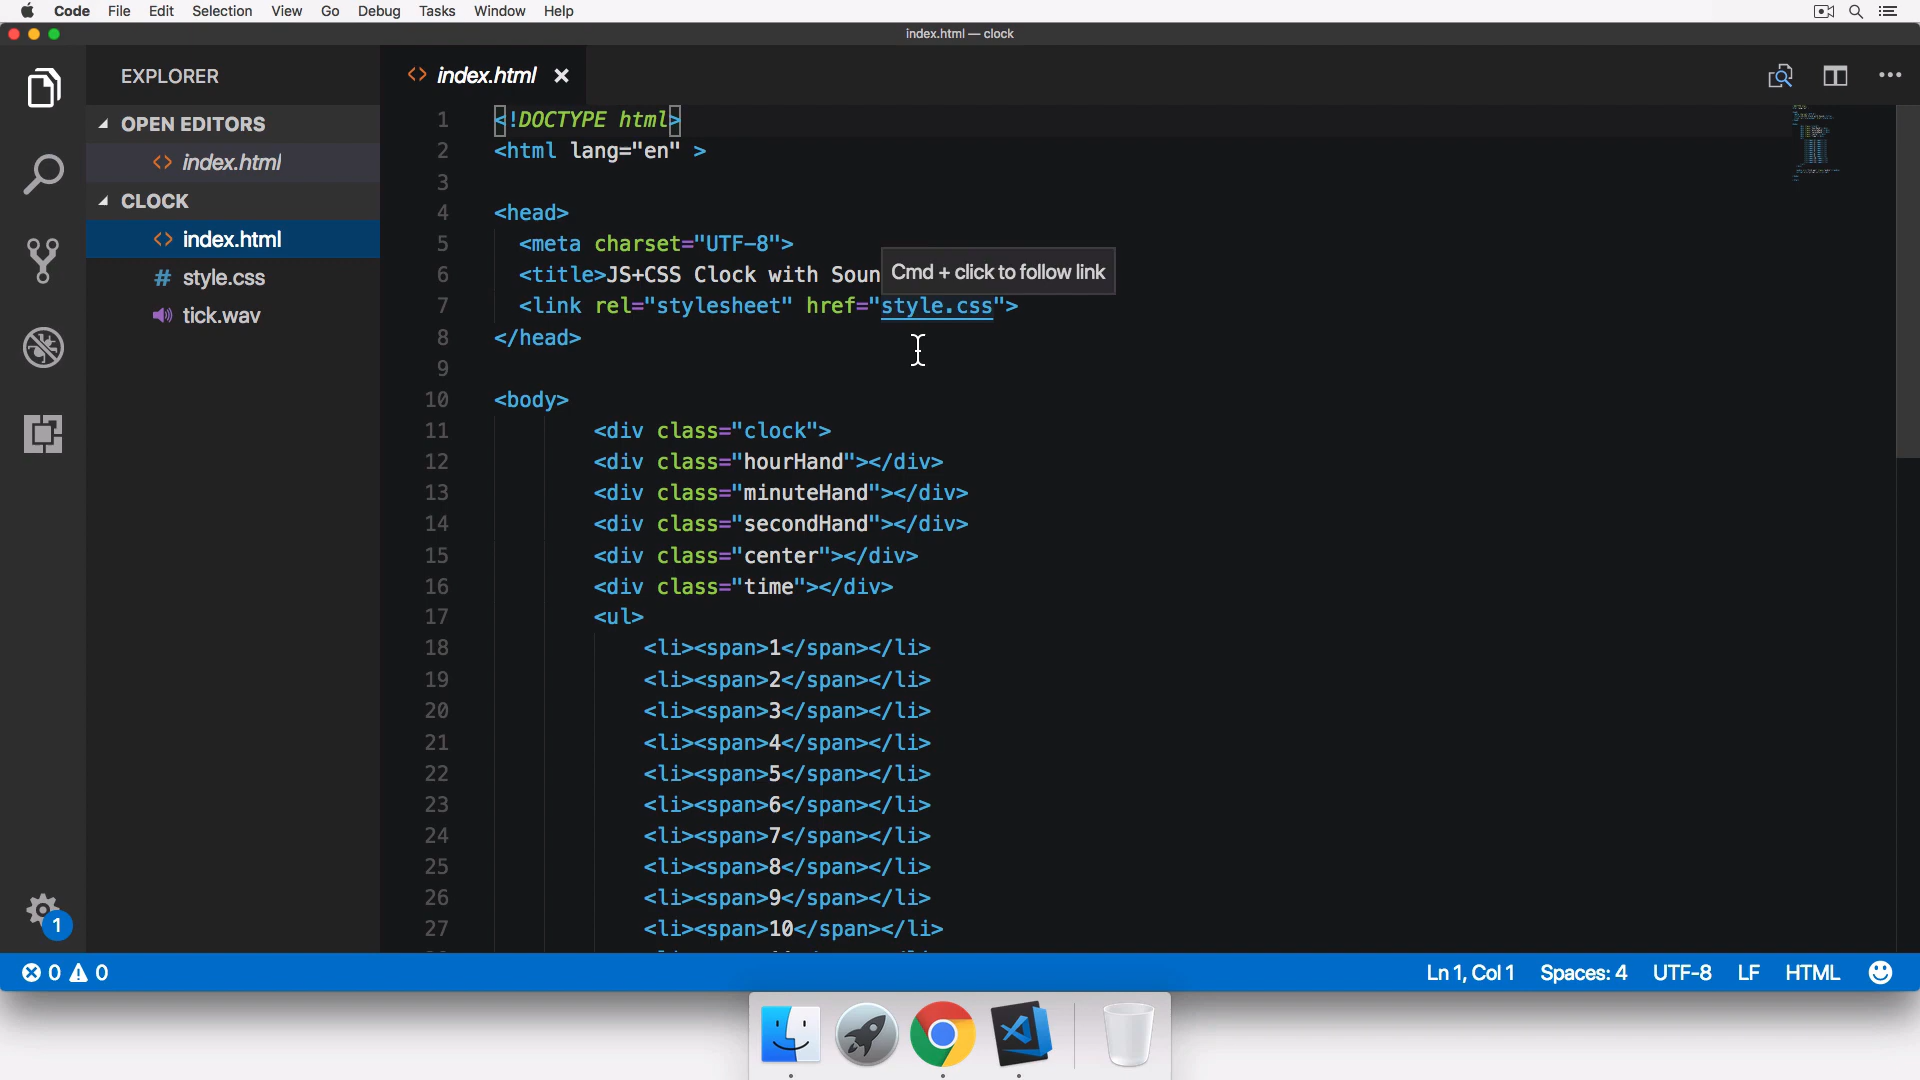 Code File Edit Selection View Go Debug Tasks Window Help
index.html — clock
EXPLORER
index.html
OPEN EDITORS
index.html
CLOCK
index.html
# style.css
tick.wav
1 <!DOCTYPE html>
2 <html lang="en" >
3
4 <head>
5 <meta charset="UTF-8">
6 <title>JS+CSS Clock with Soun
Cmd + click to follow link
7 <link rel="stylesheet" href="style.css">
8 </head>
9
10 <body>
11 <div class="clock">
12 <div class="hourHand"></div>
13 <div class="minuteHand"></div>
14 <div class="secondHand"></div>
15 <div class="center"></div>
16 <div class="time"></div>
17 <ul>
18 <li><span>1</span></li>
19 <li><span>2</span></li>
20 <li><span>3</span></li>
21 <li><span>4</span></li>
22 <li><span>5</span></li>
23 <li><span>6</span></li>
24 <li><span>7</span></li>
25 <li><span>8</span></li>
26 <li><span>9</span></li>
27 <li><span>10</span></li>
1
0 0
Ln 1, Col 1 Spaces: 4 UTF-8 LF HTML